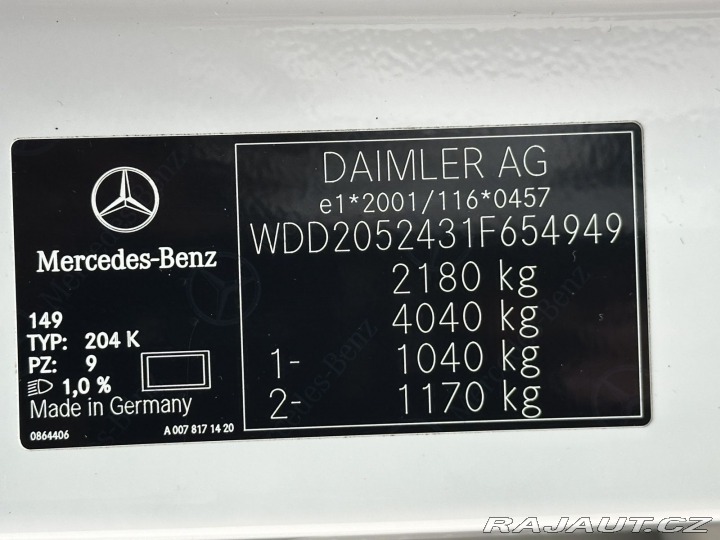 Mercedes-Benz
149
TYP: 204 K
PZ: 9
1,0 %
Made in Germany
0864406
A 007 817 14 20
DAIMLER AG
e1*2001/116*0457
WDD2052431F654949
2180 kg
4040 kg
1- 1040 kg
2- 1170 kg
RAJAUT.CZ